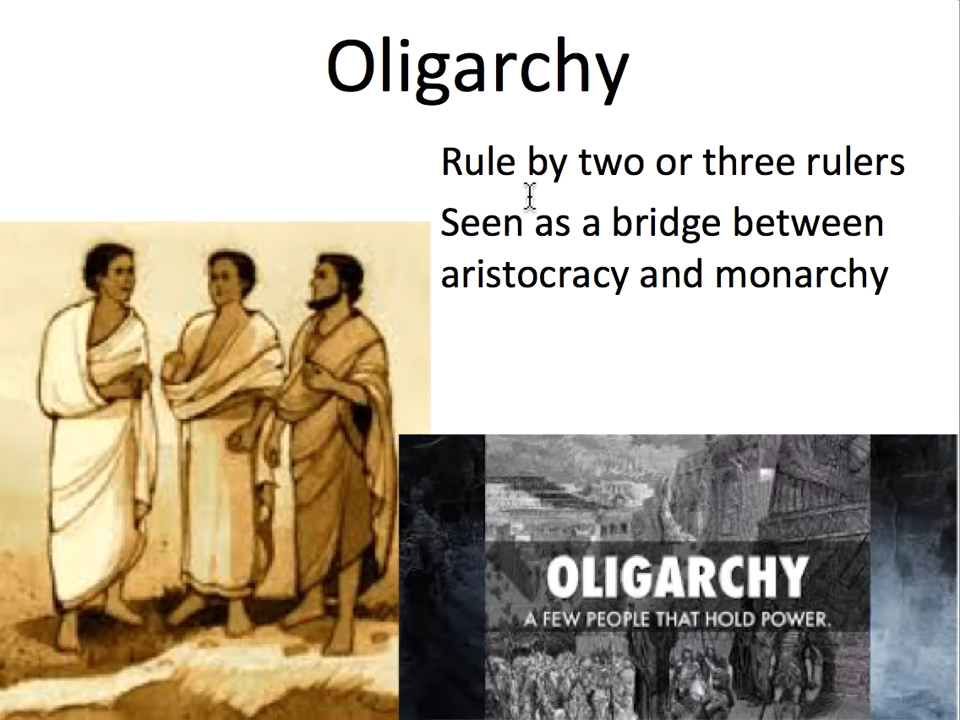 Oligarchy
Rule by two or three rulers
Seen as a bridge between
aristocracy and monarchy
OLIGARCHY
A FEW PEOPLE THAT HOLD POWER.